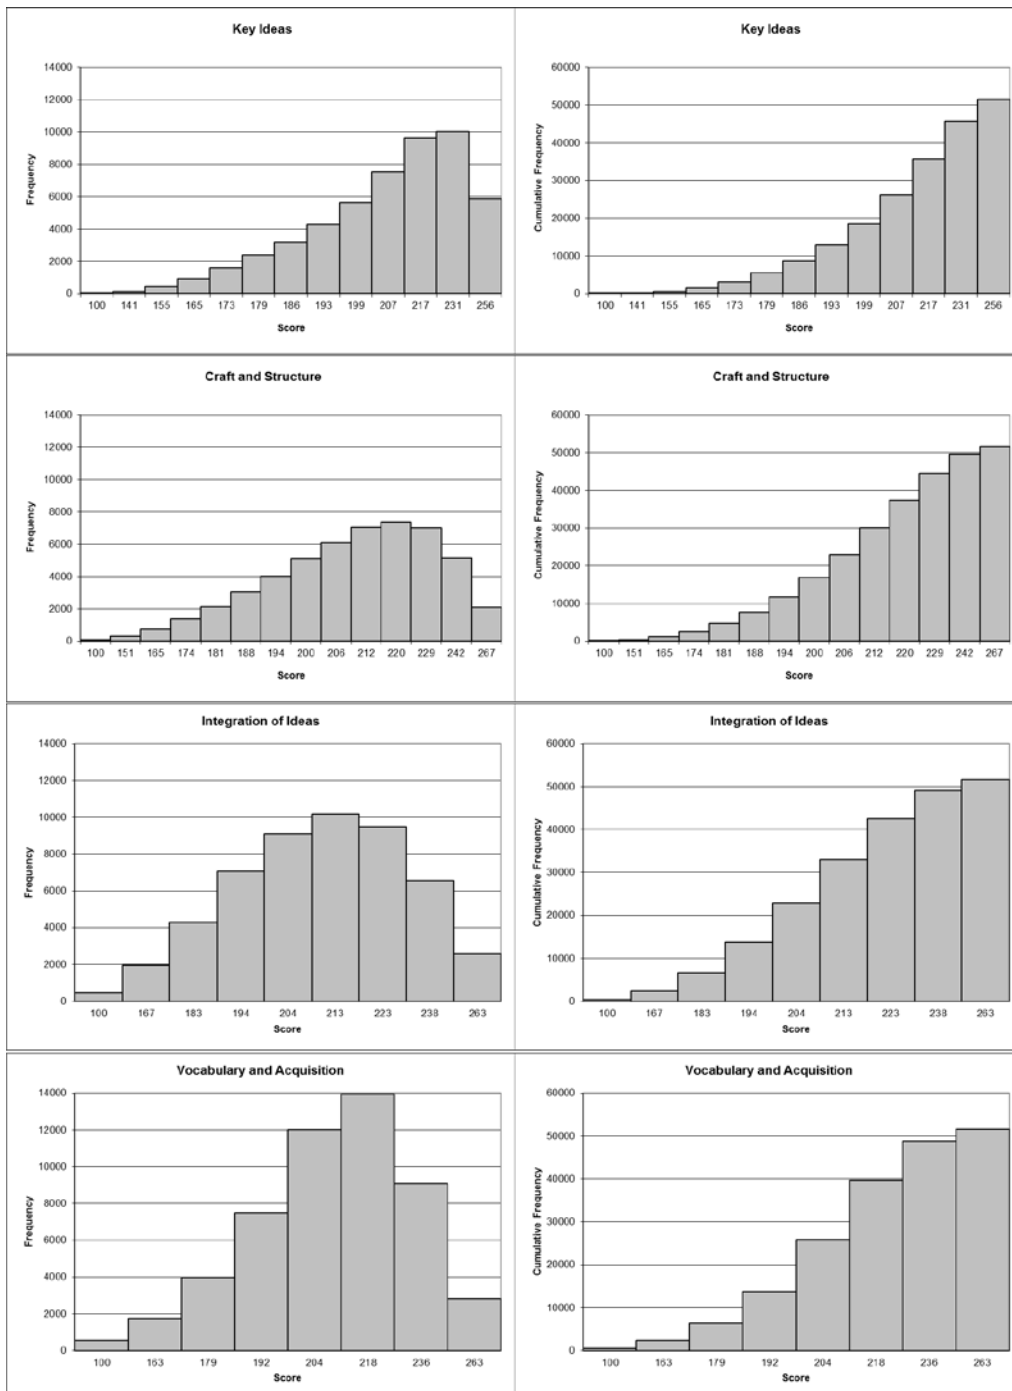 Key Ideas
14000
12000
10000
8000
6000
4000
2000
0
Frequency
100 141 155 165 173 179 186 193 199 207 217 231 256
Score
Key Ideas
60000
50000
40000
30000
20000
10000
0
Cumulative Frequency
100 141 155 165 173 179 186 193 199 207 217 231 256
Score
Craft and Structure
14000
12000
10000
8000
6000
4000
2000
0
Frequency
100 151 165 174 181 188 194 200 206 212 220 229 242 267
Score
Craft and Structure
60000
50000
40000
30000
20000
10000
0
Cumulative Frequency
100 151 165 174 181 188 194 200 206 212 220 229 242 267
Score
Integration of Ideas
14000
12000
10000
8000
6000
4000
2000
0
Frequency
100 167 183 194 204 213 223 238 263
Score
Integration of Ideas
60000
50000
40000
30000
20000
10000
0
Cumulative Frequency
100 167 183 194 204 213 223 238 263
Score
Vocabulary and Acquisition
14000
12000
10000
8000
6000
4000
2000
0
Frequency
100 163 179 192 204 218 236 263
Score
Vocabulary and Acquisition
60000
50000
40000
30000
20000
10000
0
Cumulative Frequency
100 163 179 192 204 218 236 263
Score